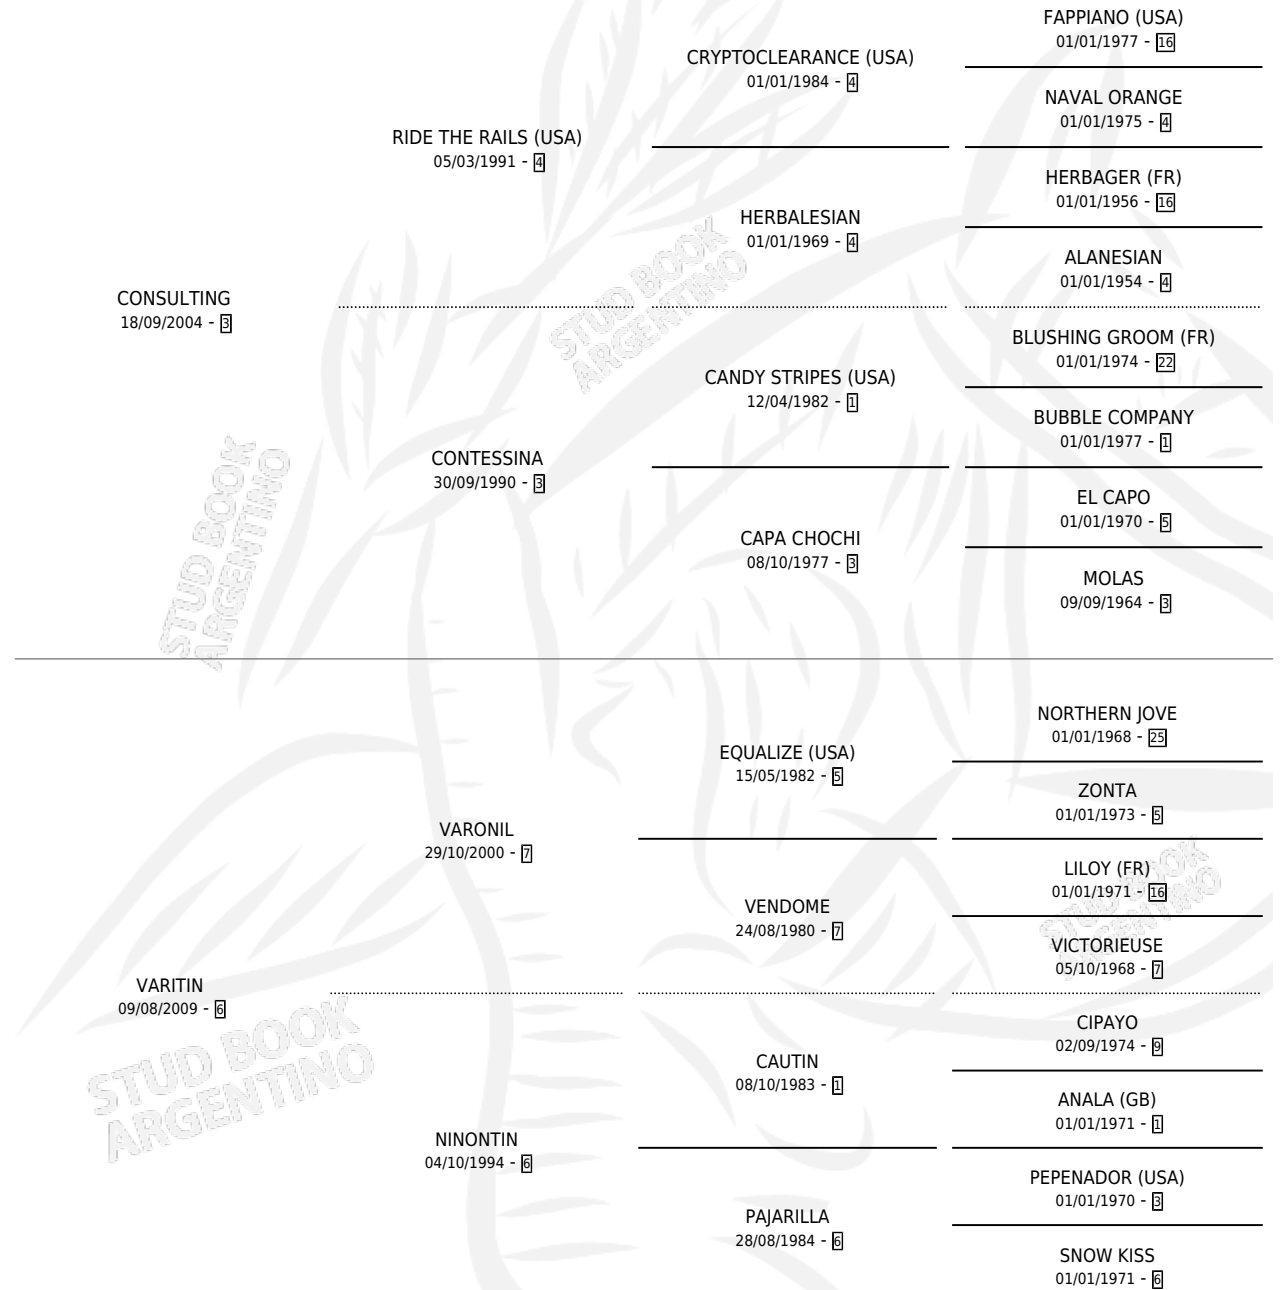 FAPPIANO (USA)
01/01/1977 - 16
CRYPTOCLEARANCE (USA)
01/01/1984 - 4
NAVAL ORANGE
01/01/1975 - 4
RIDE THE RAILS (USA)
05/03/1991 - 4
HERBAGER (FR)
01/01/1956 - 16
HERBALESIAN
01/01/1969 - 4
ALANESIAN
01/01/1954 - 4
CONSULTING
18/09/2004 - 3
BLUSHING GROOM (FR)
01/01/1974 - 22
CANDY STRIPES (USA)
12/04/1982 - 1
BUBBLE COMPANY
01/01/1977 - 1
CONTESSINA
30/09/1990 - 3
EL CAPO
01/01/1970 - 5
CAPA CHOCHI
08/10/1977 - 3
MOLAS
09/09/1964 - 3
NORTHERN JOVE
01/01/1968 - 25
EQUALIZE (USA)
15/05/1982 - 5
ZONTA
01/01/1973 - 5
VARONIL
29/10/2000 - 7
LILOY (FR)
01/01/1971 - 16
VENDOME
24/08/1980 - 7
VICTORIEUSE
05/10/1968 - 7
VARITIN
09/08/2009 - 6
CIPAYO
02/09/1974 - 9
CAUTIN
08/10/1983 - 1
ANALA (GB)
01/01/1971 - 1
NINONTIN
04/10/1994 - 6
PEPENADOR (USA)
01/01/1970 - 3
PAJARILLA
28/08/1984 - 6
SNOW KISS
01/01/1971 - 6
STUD BOOK
ARGENTINO
STUD BOOK
ARGENTINO
STUD BOOK
ARGENTINO
STUD BOOK
ARGENTINO